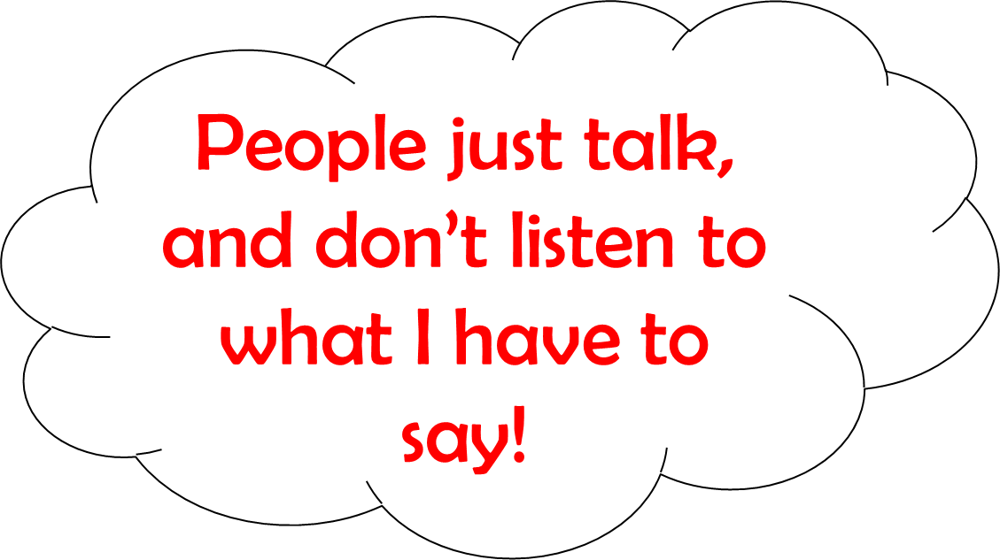 People just talk,
and don’t listen to
what I have to
say!